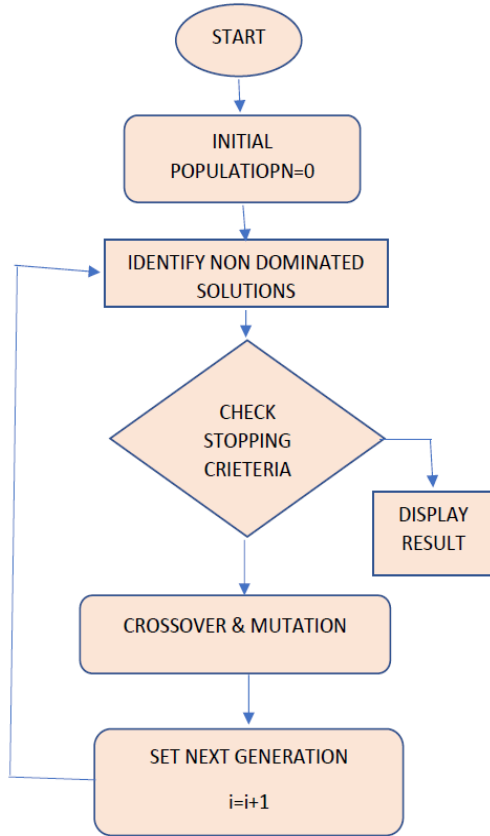 START
INITIAL
POPULATIOPN=0
IDENTIFY NON DOMINATED
SOLUTIONS
CHECK
STOPPING
CRIETERIA
DISPLAY
RESULT
CROSSOVER & MUTATION
SET NEXT GENERATION
i=i+1